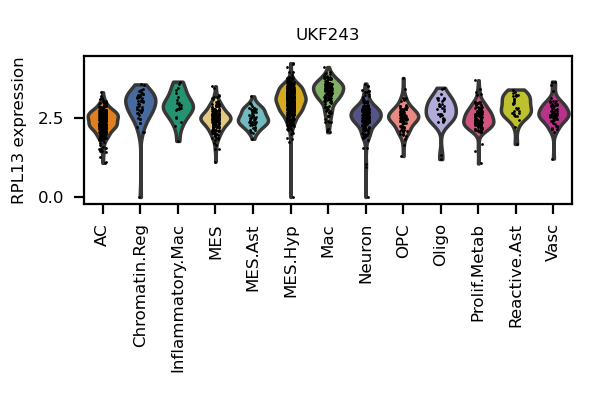 UKF243
RPL13 expression
2.5
0.0
AC
Chromatin.Reg
Inflammatory.Mac
MES
MES.Ast
MES.Hyp
Mac
Neuron
OPC
Oligo
Prolif.Metab
Reactive.Ast
Vasc